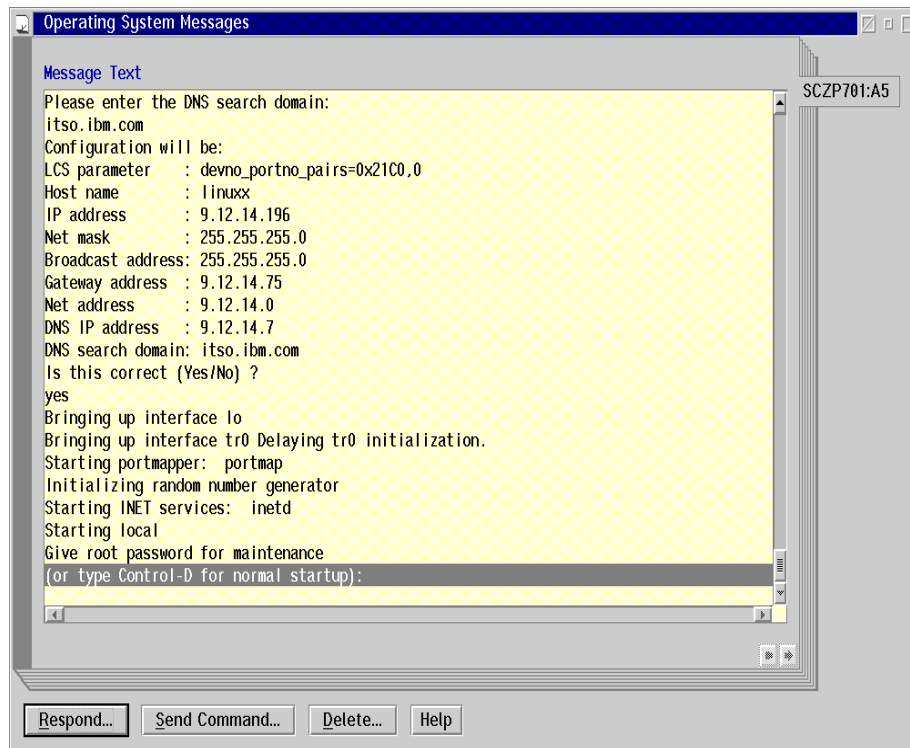 Operating System Messages
Message Text
SCZP701:A5
Please enter the DNS search domain:
itso.ibm.com
Configuration will be:
LCS parameter : devno_portno_pairs=0x21C0,0
Host name : linuxx
IP address : 9.12.14.196
Net mask : 255.255.255.0
Broadcast address: 255.255.255.0
Gateway address : 9.12.14.75
Net address : 9.12.14.0
DNS IP address : 9.12.14.7
DNS search domain: itso.ibm.com
Is this correct (Yes/No) ?
yes
Bringing up interface lo
Bringing up interface tr0 Delaying tr0 initialization.
Starting portmapper: portmap
Initializing random number generator
Starting INET services: inetd
Starting local
Give root password for maintenance
(or type Control-D for normal startup):
Respond... Send Command... Delete... Help